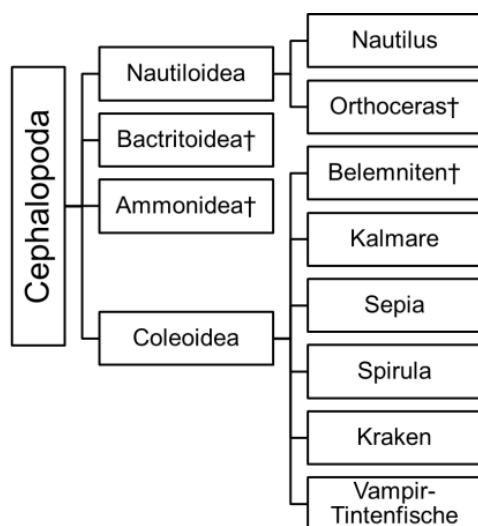 Cephalopoda
Nautiloidea
Bactritoidea†
Ammonidea†
Coleoidea
Nautilus
Orthoceras†
Belemniten†
Kalmare
Sepia
Spirula
Kraken
Vampir-
Tintenfische